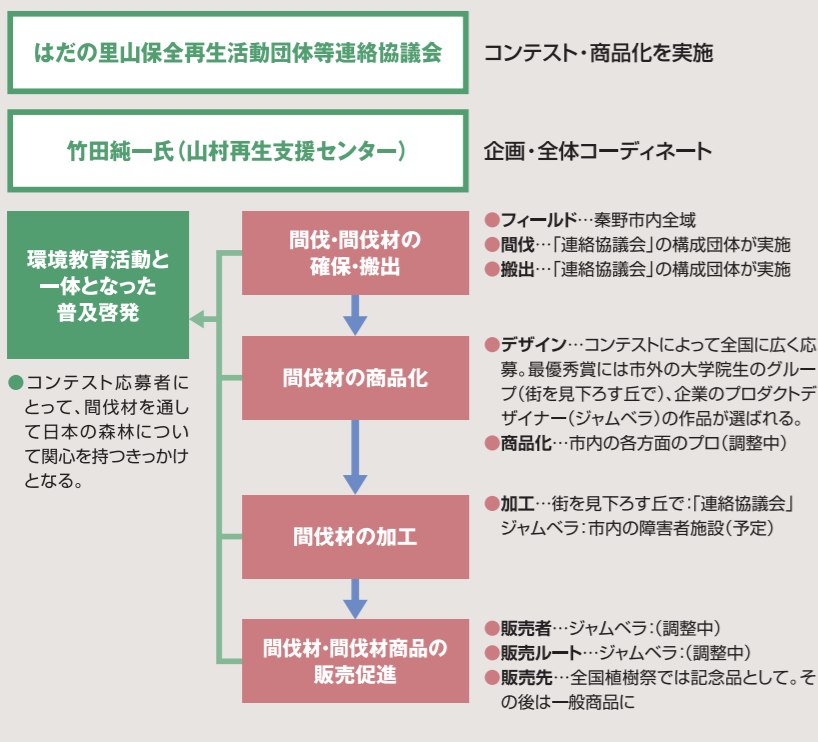 はだの里山保全再生活動団体等連絡協議会
コンテスト・商品化を実施
竹田純一氏（山村再生支援センター）
企画・全体コーディネート
環境教育活動と
一体となった
普及啓発
●コンテスト応募者に
とって、間伐材を通し
て日本の森林につい
て関心を持つきっかけ
となる。
間伐・間伐材の
確保・搬出
●フィールド…秦野市内全域
●間伐…「連絡協議会」の構成団体が実施
●搬出…「連絡協議会」の構成団体が実施
間伐材の商品化
●デザイン…コンテストによって全国に広く応
募。最優秀賞には市外の大学院生のグルー
プ（街を見下ろす丘で）、企業のプロダクトデ
ザイナー（ジャムベラ）の作品が選ばれる。
●商品化…市内の各方面のプロ（調整中）
間伐材の加工
●加工…街を見下ろす丘で：「連絡協議会」
ジャムベラ：市内の障害者施設（予定）
間伐材・間伐材商品の
販売促進
●販売者…ジャムベラ：（調整中）
●販売ルート…ジャムベラ：（調整中）
●販売先…全国植樹祭では記念品として。そ
の後は一般商品に